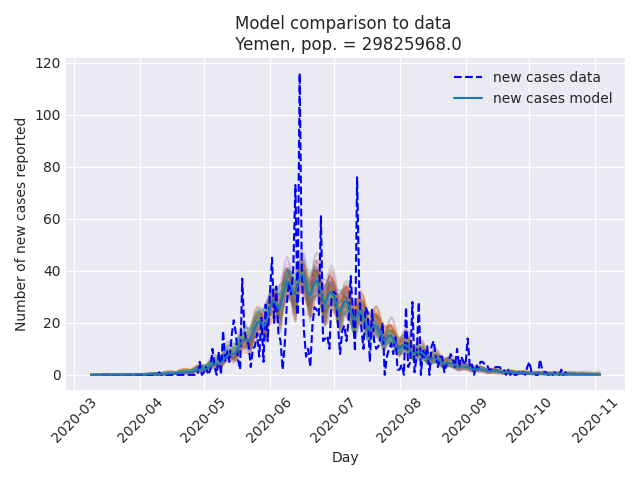 Model comparison to data
Yemen, pop. = 29825968.0
new cases data
new cases model
Number of new cases reported
120
100
80
60
40
20
0
2020-03
2020-04
2020-05
2020-06
2020-07
2020-08
2020-09
2020-10
2020-11
Day